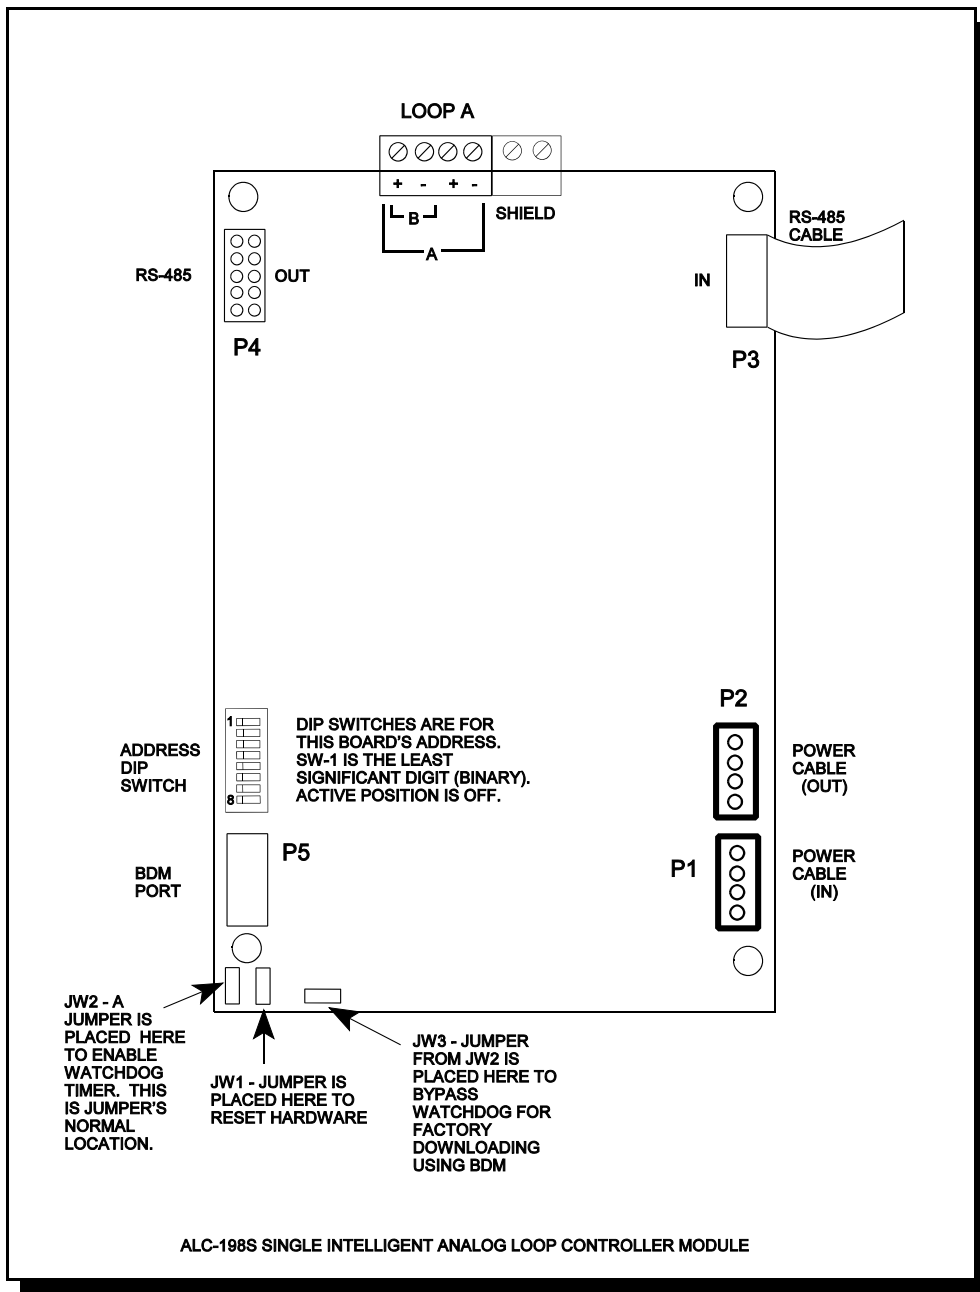 LOOP A
+ - + -
B
A
SHIELD
RS-485
CABLE
RS-485
OUT
IN
P4
P3
P2
1
8
ADDRESS
DIP
SWITCH
DIP SWITCHES ARE FOR
THIS BOARD'S ADDRESS.
SW-1 IS THE LEAST
SIGNIFICANT DIGIT (BINARY).
ACTIVE POSITION IS OFF.
POWER
CABLE
(OUT)
P5
BDM
PORT
P1
POWER
CABLE
(IN)
JW2 - A
JUMPER IS
PLACED HERE
TO ENABLE
WATCHDOG
TIMER. THIS
IS JUMPER'S
NORMAL
LOCATION.
JW1 - JUMPER IS
PLACED HERE TO
RESET HARDWARE
JW3 - JUMPER
FROM JW2 IS
PLACED HERE TO
BYPASS
WATCHDOG FOR
FACTORY
DOWNLOADING
USING BDM
ALC-198S SINGLE INTELLIGENT ANALOG LOOP CONTROLLER MODULE